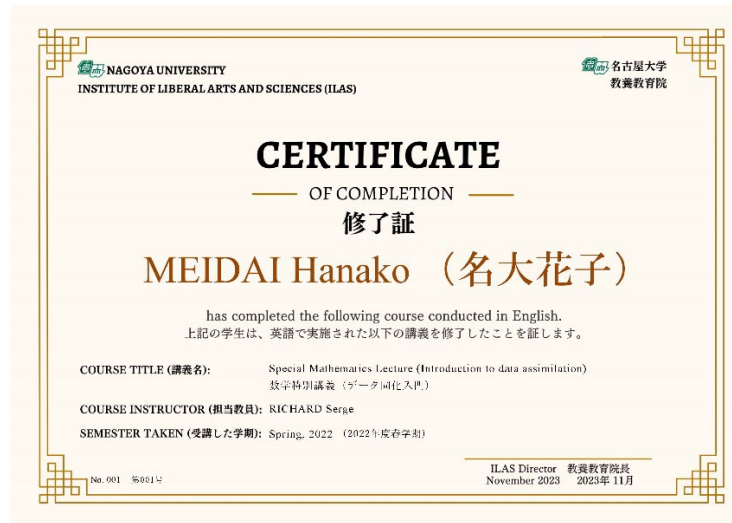 NAGOYA UNIVERSITY
INSTITUTE OF LIBERAL ARTS AND SCIENCES (ILAS)
名古屋大学
教養教育院
CERTIFICATE
OF COMPLETION
修了証
MEIDAI Hanako （名大花子）
has completed the following course conducted in English.
上記の学生は、英語で実施された以下の講義を修了したことを証します。
COURSE TITLE (講義名): Special Mathematics Lecture (Introduction to data assimilation)
数学特別講義（データ同化入門）
COURSE INSTRUCTOR (担当教員): RICHARD Serge
SEMESTER TAKEN (受講した学期): Spring, 2022 （2022年度春学期）
ILAS Director 教養教育院長
November 2023 2023年 11月
No. 001 第001号